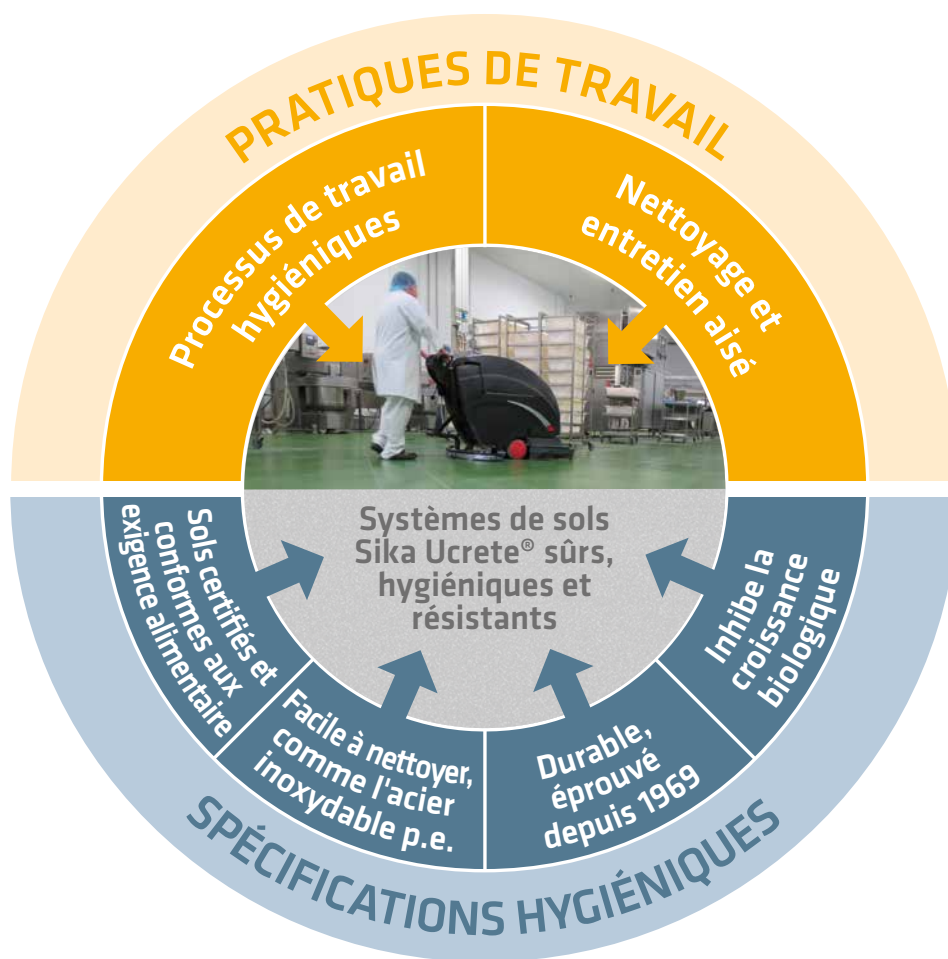 PRATIQUES DE TRAVAIL
Processus de travail
hygiéniques
Nettoyage et
entretien aisé
Systèmes de sols
Sika Ucrete® sûrs,
hygiéniques et
résistants
Sols certifiés et
conformes aux
exigence alimentaire
Facile à nettoyer,
comme l'acier
inoxydable p.e.
Durable,
éprouvé
depuis 1969
Inhibe la
croissance
biologique
SPÉCIFICATIONS HYGIÉNIQUES